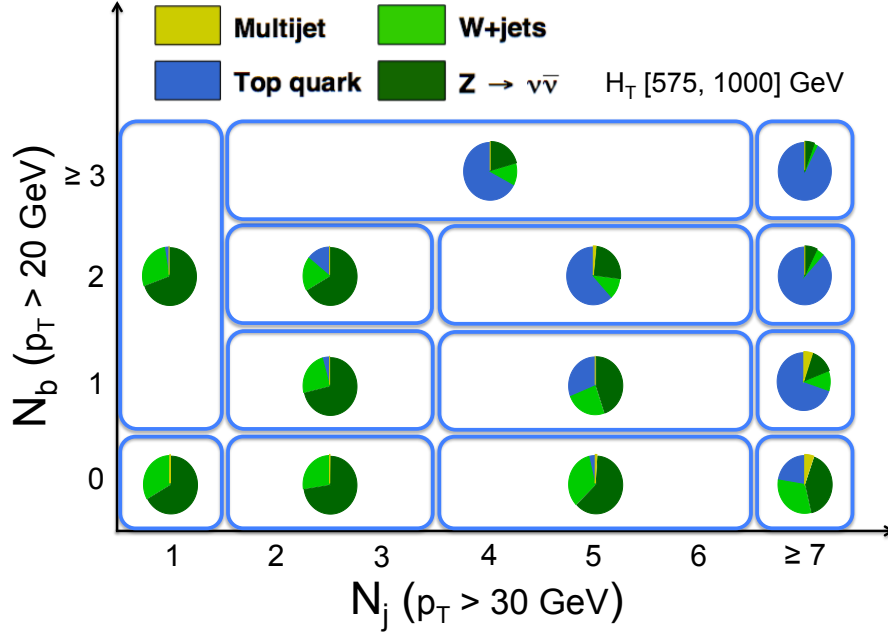 Multijet
W+jets
Top quark
Z → νν̅
H_T [575, 1000] GeV
N_b (p_T > 20 GeV)
≥ 3
2
1
0
1 2 3 4 5 6 ≥ 7
N_j (p_T > 30 GeV)